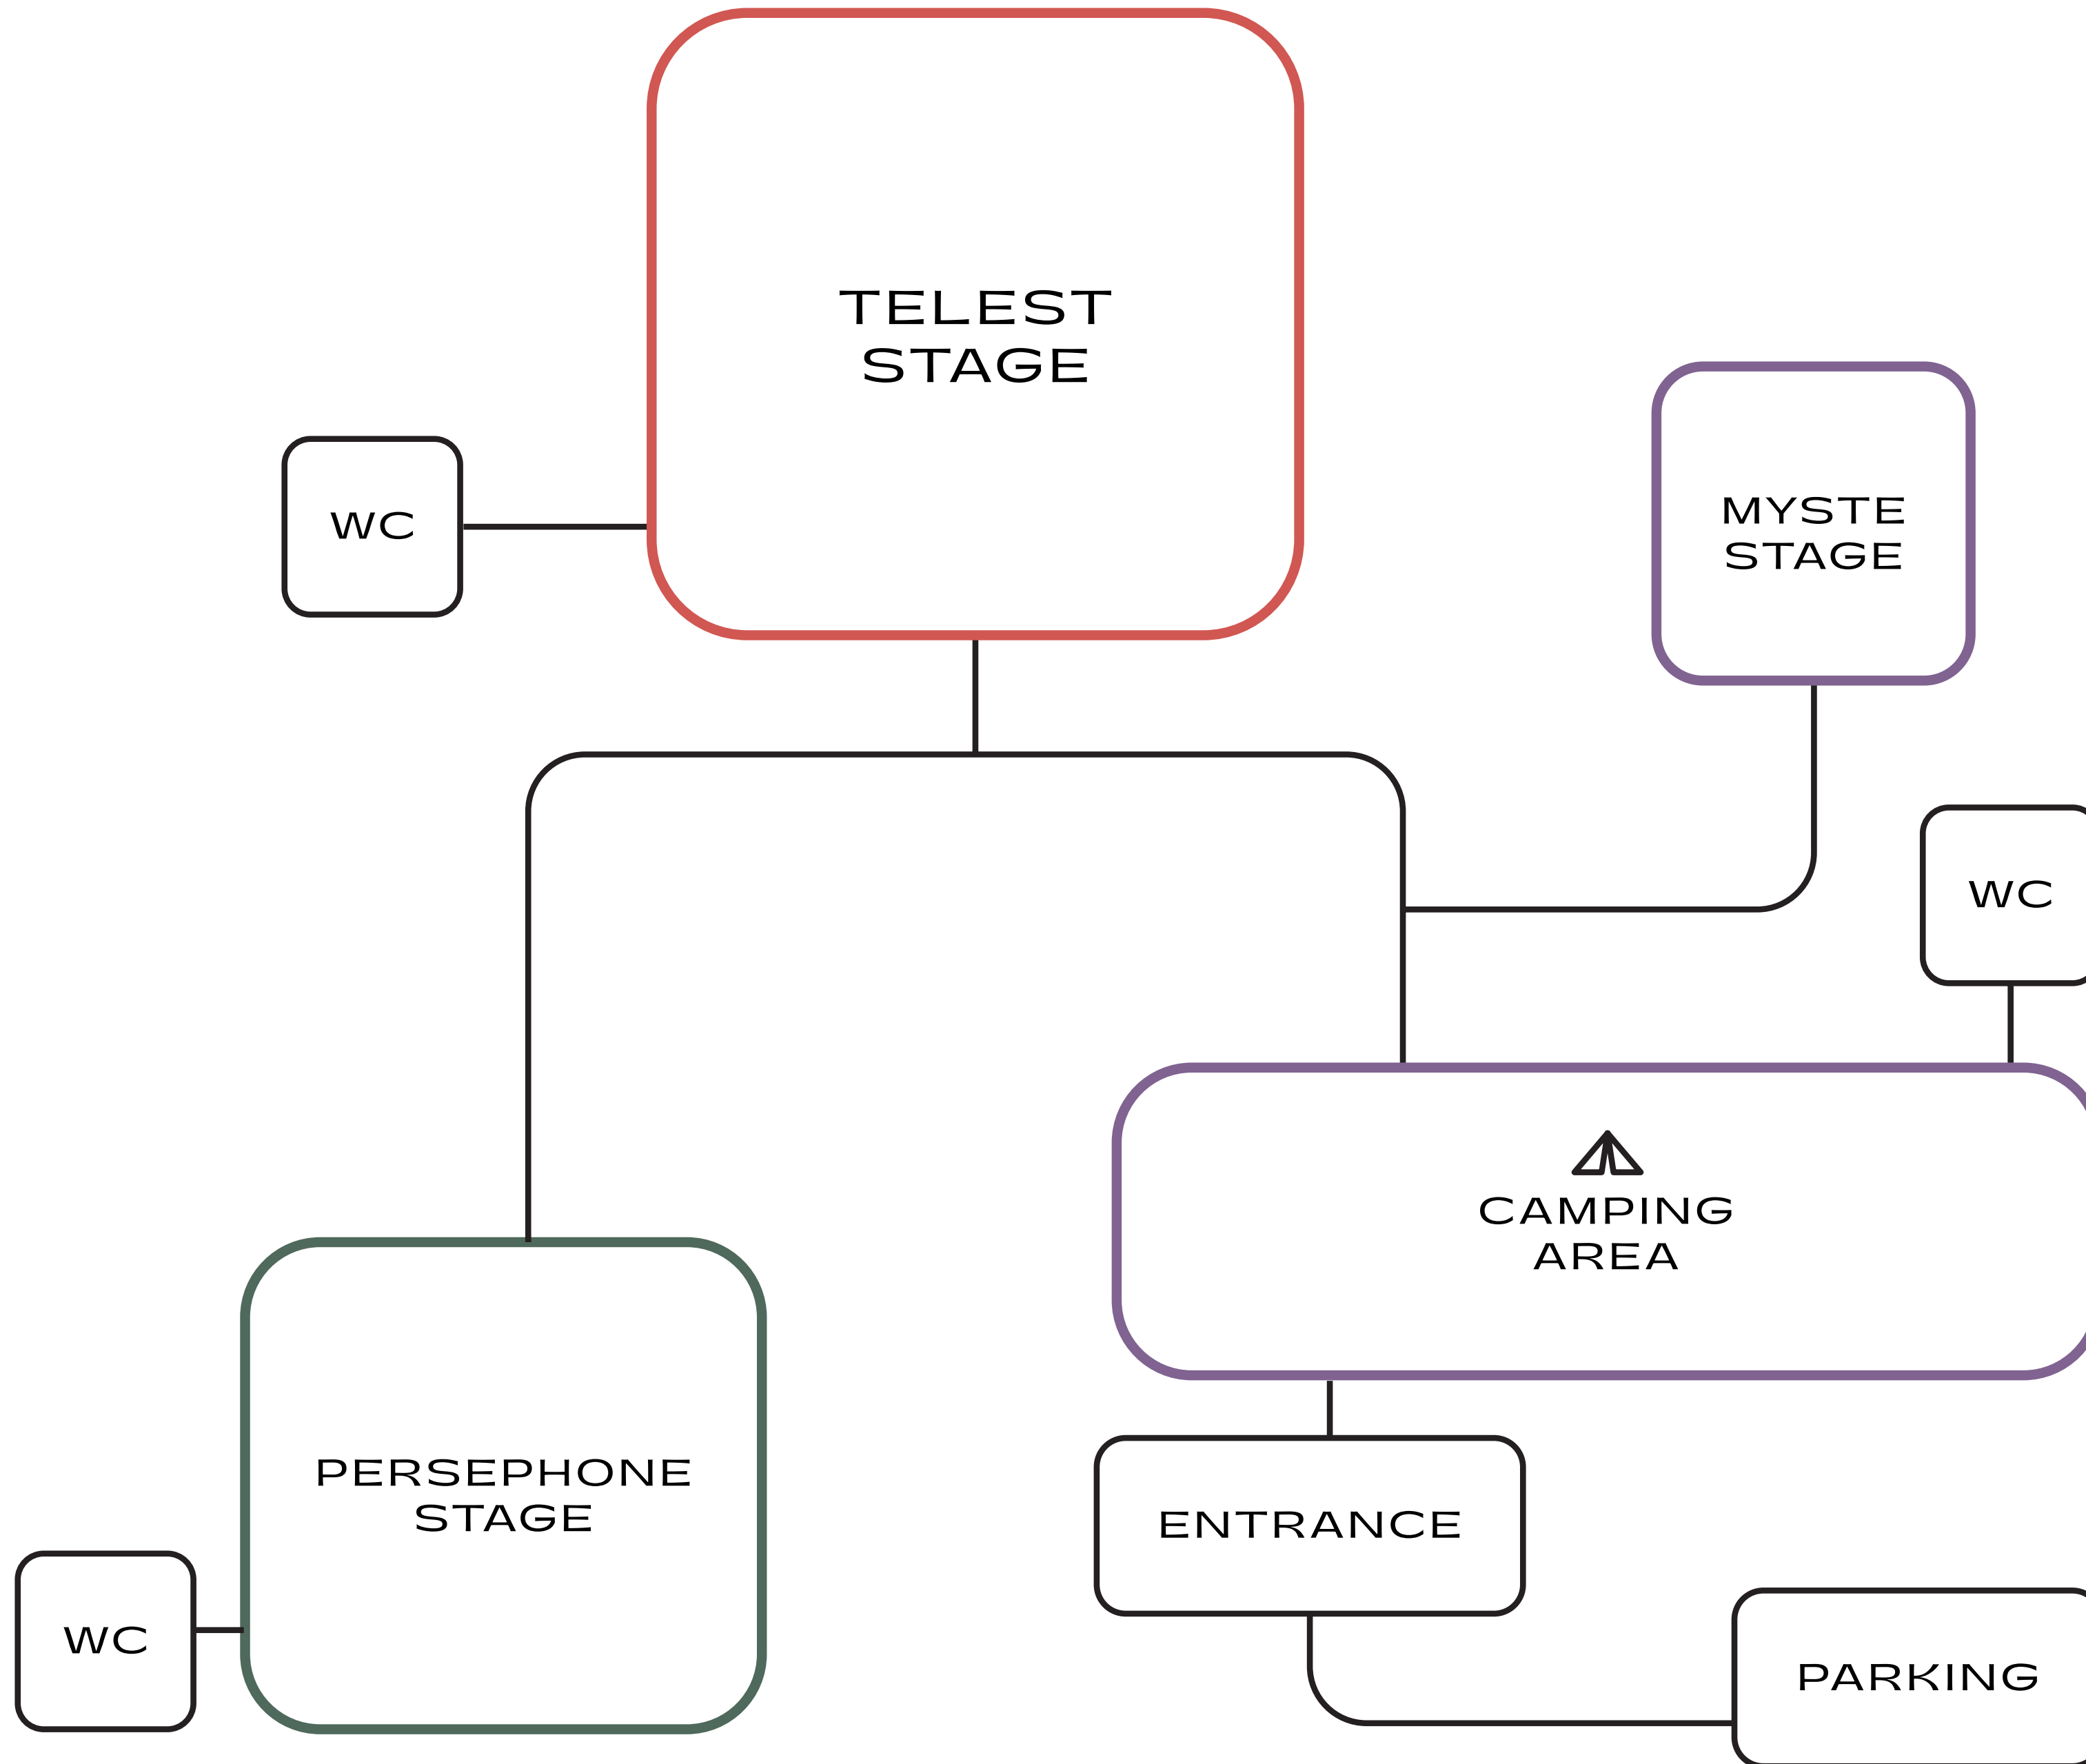 TELEST
STAGE
MYSTE
STAGE
WC
WC
CAMPING
AREA
PERSEPHONE
STAGE
ENTRANCE
WC
PARKING